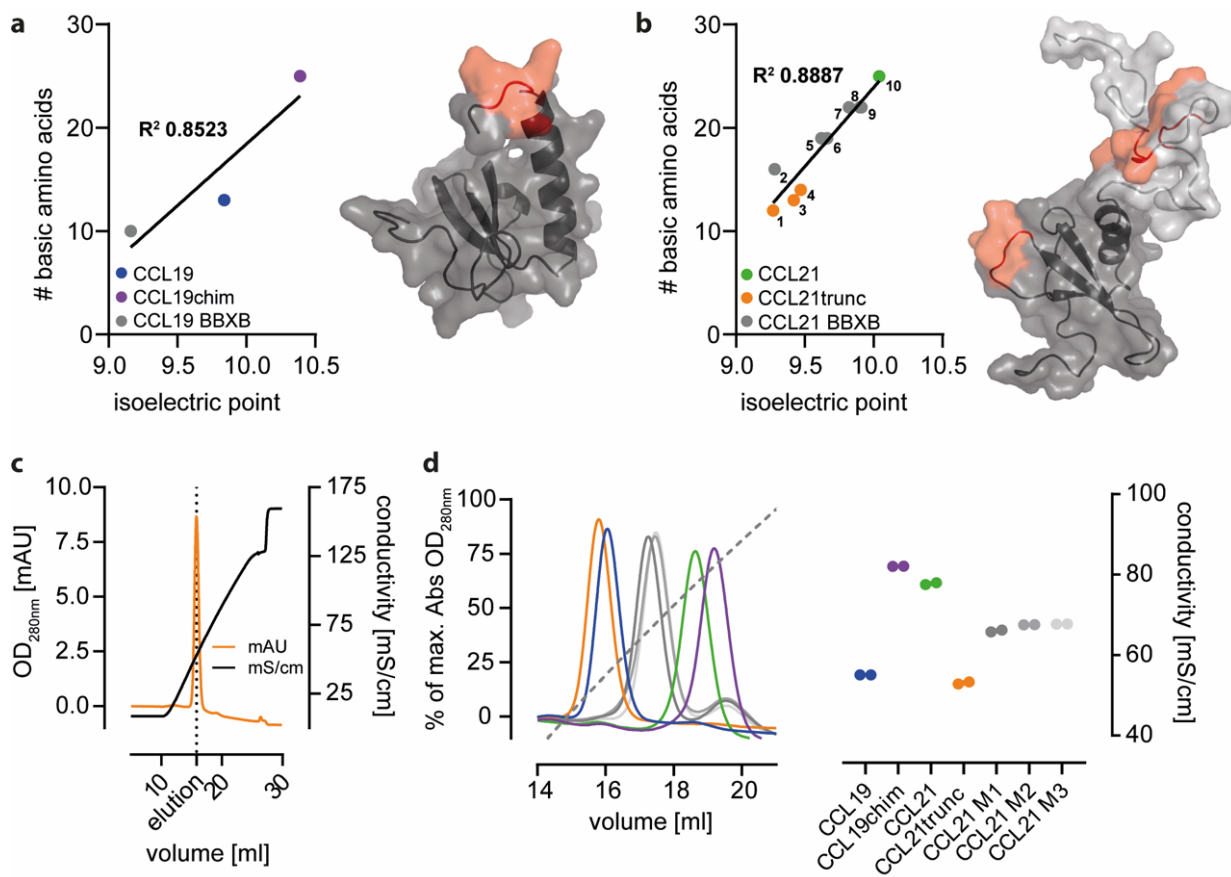 a
30
20
10
0
# basic amino acids
R² 0.8523
CCL19
CCL19chim
CCL19 BBXB
9.0
9.5
10.0
10.5
isoelectric point
b
30
20
10
0
# basic amino acids
R² 0.8887
1
2
3
4
5
6
7
8
9
10
CCL21
CCL21trunc
CCL21 BBXB
9.0
9.5
10.0
10.5
isoelectric point
c
10.0
7.5
5.0
2.5
0.0
OD280nm [mAU]
175
125
75
25
conductivity [mS/cm]
mAU
mS/cm
10
elution
20
30
volume [ml]
d
100
75
50
25
0
% of max. Abs OD280nm
14
16
18
20
volume [ml]
100
80
60
40
conductivity [mS/cm]
CCL19
CCL19chim
CCL21
CCL21trunc
CCL21 M1
CCL21 M2
CCL21 M3